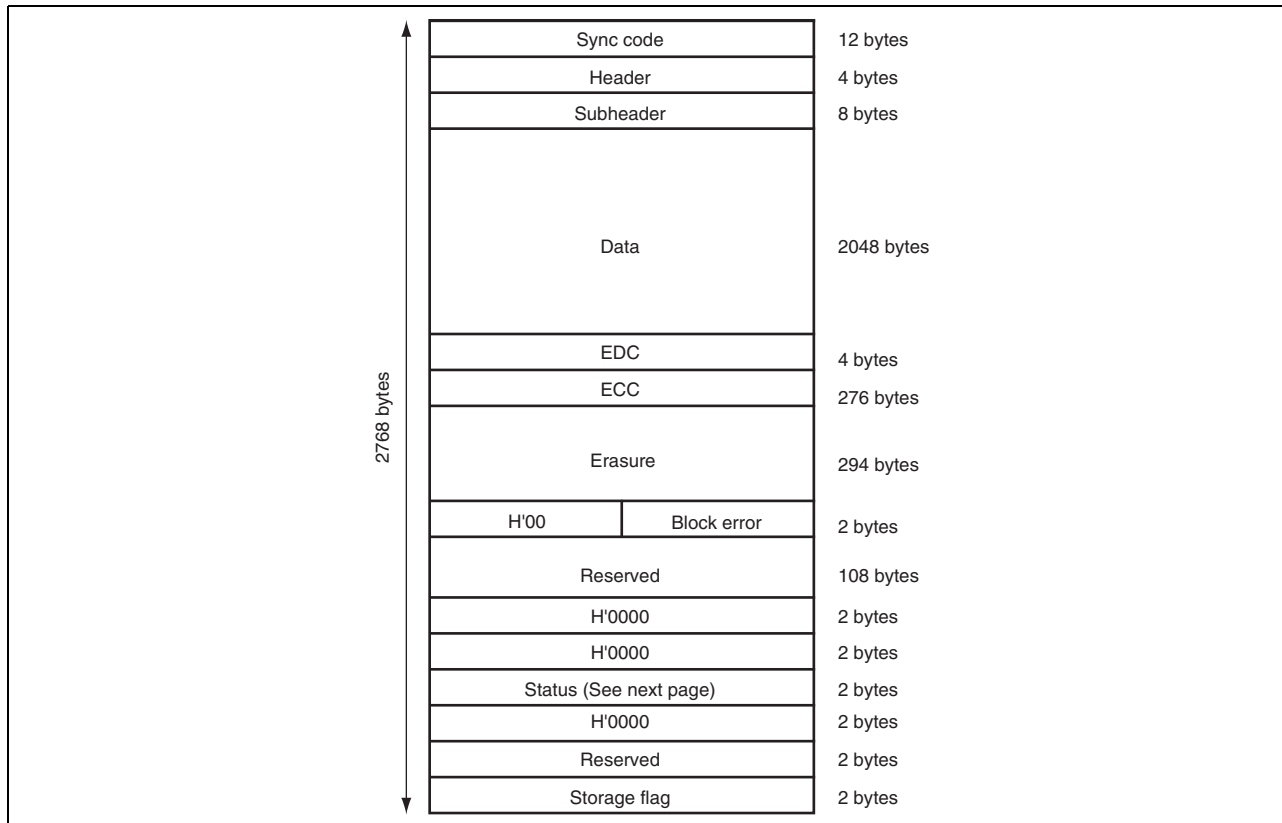 Sync code 12 bytes
Header 4 bytes
Subheader 8 bytes
Data 2048 bytes
EDC 4 bytes
ECC 276 bytes
2768 bytes
Erasure 294 bytes
H'00 Block error 2 bytes
Reserved 108 bytes
H'0000 2 bytes
H'0000 2 bytes
Status (See next page) 2 bytes
H'0000 2 bytes
Reserved 2 bytes
Storage flag 2 bytes